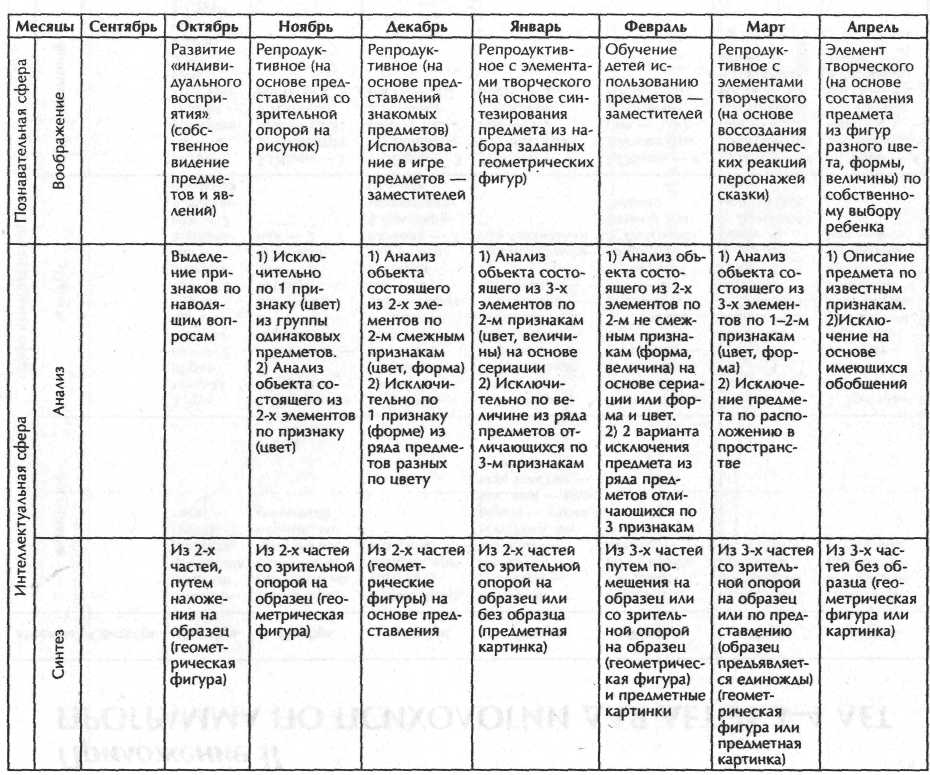 Месяцы Сентябрь Октябрь Ноябрь Декабрь Январь Февраль Март Апрель
Познавательная сфера
Воображение
Развитие
«индиви-
дуального
воспри-
ятия»
(собст-
венное
видение
предме-
тов и яв-
лений)
Репродук-
тивное (на
основе пред-
ставлений со
зрительной
опорой на
рисунок)
Репродук-
тивное (на
основе пред-
ставлений
знакомых
предметов)
Использова-
ние в игре
предметов —
заместителей
Репродуктив-
ное с элемента-
ми творческого
(на основе син-
тезирования
предмета из на-
бора заданных
геометрических
фигур)
Обучение
детей ис-
пользованию
предметов —
заместителей
Репродук-
тивное с
элементами
творческого
(на основе
воссоздания
поведенчес-
ких реакций
персонажей
сказки)
Элемент
творческого
(на основе
составления
предмета
из фигур
разного цве-
та, формы,
величины) по
собственно-
му выбору
ребенка
Интеллектуальная сфера
Анализ
Выделе-
ние при-
знаков по
наводя-
щим воп-
росам
1) Исклю-
чительно
по 1 при-
знаку (цвет)
из группы
одинаковых
предметов.
2) Анализ
объекта со-
стоящего из
2-х элементов
по признаку
(цвет)
1) Анализ
объекта
состоящего
из 2-х эле-
ментов по
2-м смежным
признакам
(цвет, форма)
2) Исключи-
тельно по
1 признаку
(форме) из
ряда предме-
тов разных
по цвету
1) Анализ
объекта состо-
ящего из 3-х
элементов по
2-м признакам
(цвет, величи-
ны) на основе
сериации
2) Исключи-
тельно по ве-
личине из ряда
предметов от-
личающихся по
3-м признакам
1) Анализ объ-
екта состо-
ящего из 2-х
элементов по
2-м не смеж-
ным призна-
кам (форма,
величина) на
основе сериа-
ции или фор-
ма и цвет.
2) 2 варианта
исключения
предмета из
ряда пред-
метов отли-
чающихся по
3 признакам
1) Анализ
объекта со-
стоящего из
3-х элемен-
тов по 1–2-м
признакам
(цвет, фор-
ма)
2) Исключе-
ние предме-
та по распо-
ложению в
пространс-
тве
1) Описание
предмета по
известным
признакам.
2)Исклю-
чение на
основе
имеющихся
обобщений
Синтез
Из 2-х
частей,
путем
наложе-
ния на
образец
(геомет-
рическая
фигура)
Из 2-х частей
со зрительной
опорой на
образец (гео-
метрическая
фигура)
Из 2-х частей
(геомет-
рические
фигуры) на
основе пред-
ставления
Из 2-х частей
со зрительной
опорой на
образец или
без образца
(предметная
картинка)
Из 3-х частей
путем по-
мещения на
образец или
со зритель-
ной опорой
на образец
(геометричес-
кая фигура)
и предметные
картинки
Из 3-х частей
со зритель-
ной опорой
на образец
или по пред-
ставлению
(образец
предьявляет-
ся единожды)
(геомет-
рическая
фигура или
предметная
картинка)
Из 3-х час-
тей без об-
разца (гео-
метрическая
фигура или
картинка)